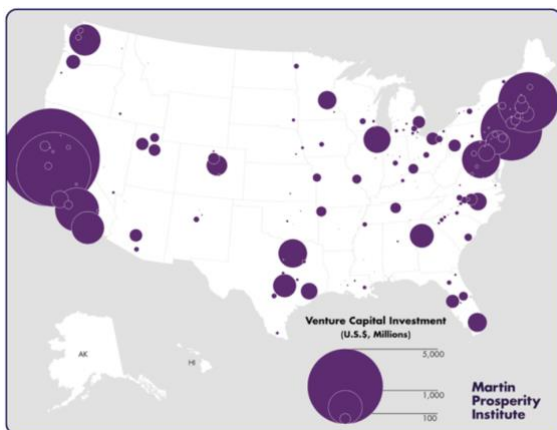 AK
HI
Venture Capital Investment
(U.S.$, Millions)
5,000
1,000
100
Martin
Prosperity
Institute